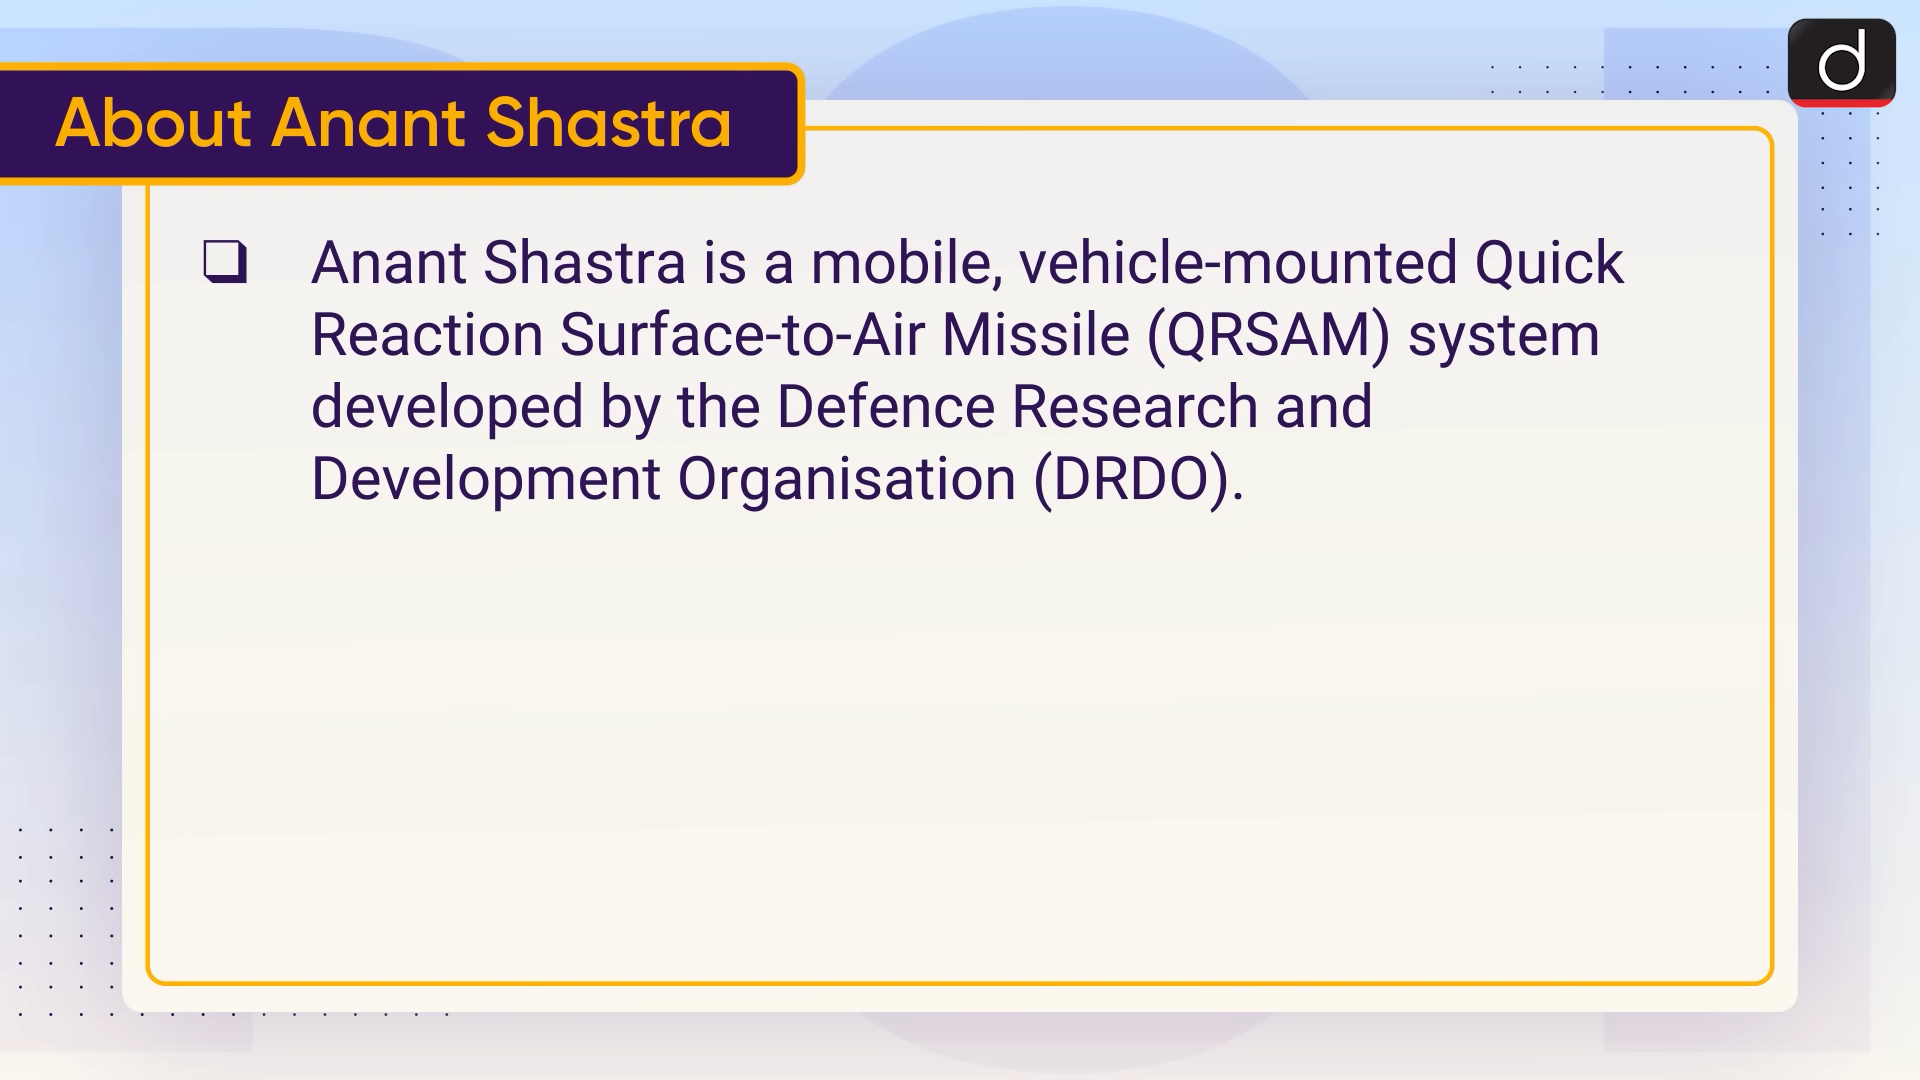 About Anant Shastra
d
❑ Anant Shastra is a mobile, vehicle-mounted Quick
Reaction Surface-to-Air Missile (QRSAM) system
developed by the Defence Research and
Development Organisation (DRDO).